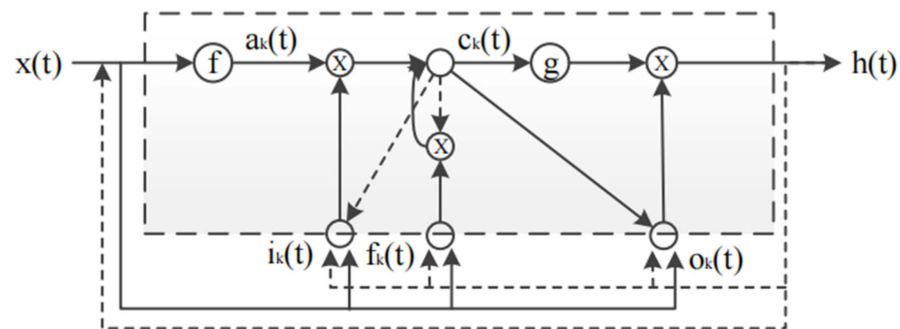 x(t) f aₖ(t) X cₖ(t) g X h(t)
X
iₖ(t) fₖ(t) oₖ(t)